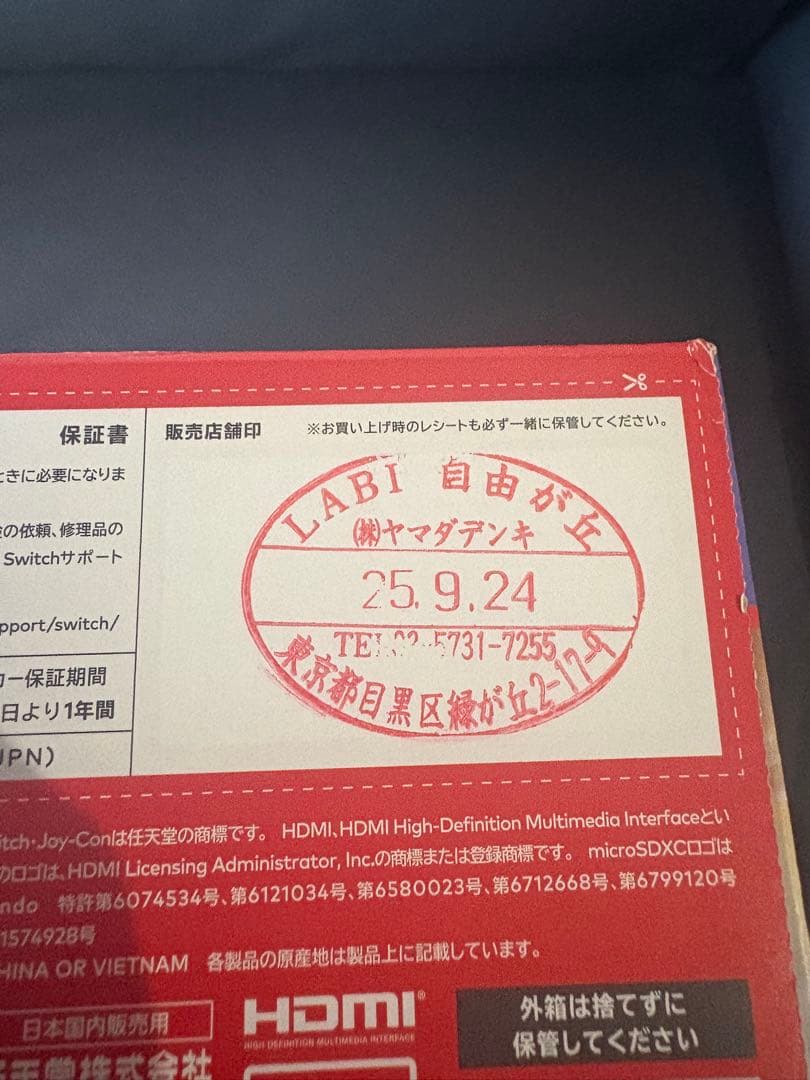 保証書
販売店舗印
※お買い上げ時のレシートも必ず一緒に保管してください。
ときに必要になりま
の依頼、修理品の
Switchサポート
pport/switch/
カー保証期間
日より1年間
JPN)
LABI 自由が丘
(株)ヤマダデンキ
25.9.24
TEL 03-5731-7255
東京都目黒区緑が丘2-17-9
itch・Joy-Conは任天堂の商標です。 HDMI、HDMI High-Definition Multimedia Interfaceとい
のロゴは、HDMI Licensing Administrator, Inc.の商標または登録商標です。 microSDXCロゴは
ndo 特許第6074534号、第6121034号、第6580023号、第6712668号、第6799120号
1574928号
HINA OR VIETNAM 各製品の原産地は製品上に記載しています。
日本国内販売用
HDMI®
HIGH DEFINITION MULTIMEDIA INTERFACE
外箱は捨てずに
保管してください
天堂株式会社